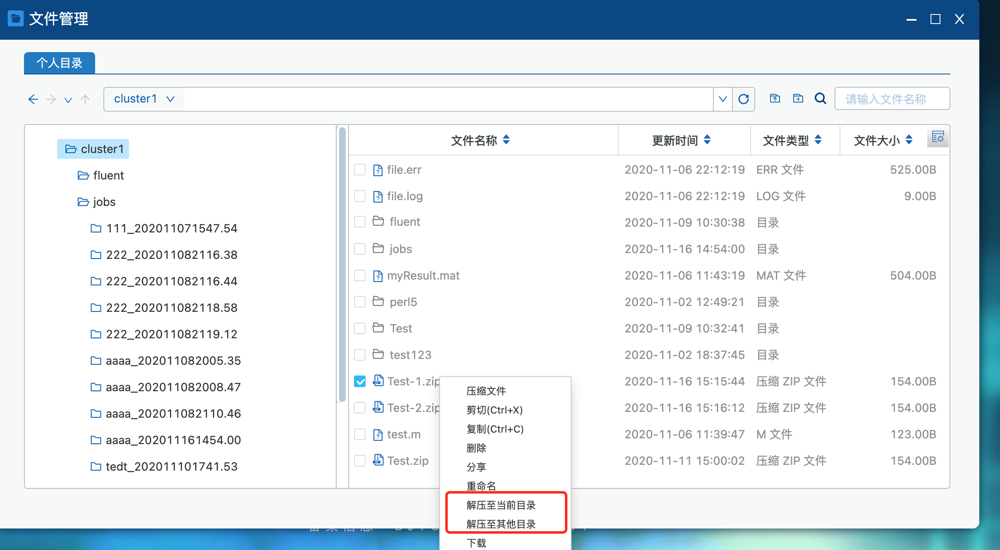 文件管理
个人目录
cluster1
请输入文件名称
cluster1
fluent
jobs
111_202011071547.54
222_202011082116.38
222_202011082116.44
222_202011082118.58
222_202011082119.12
aaaa_202011082005.35
aaaa_202011082008.47
aaaa_202011082110.46
aaaa_202011161454.00
tedt_202011101741.53
文件名称 更新时间 文件类型 文件大小
file.err 2020-11-06 22:12:19 ERR 文件 525.00B
file.log 2020-11-06 22:12:19 LOG 文件 9.00B
fluent 2020-11-09 10:30:38 目录
jobs 2020-11-16 14:54:00 目录
myResult.mat 2020-11-06 11:43:19 MAT 文件 504.00B
perl5 2020-11-02 12:49:21 目录
Test 2020-11-09 10:32:41 目录
test123 2020-11-02 18:37:45 目录
Test-1.zip 2020-11-16 15:15:44 压缩 ZIP 文件 154.00B
Test-2.zip 2020-11-16 15:16:12 压缩 ZIP 文件 154.00B
test.m 2020-11-06 11:39:47 M 文件 123.00B
Test.zip 2020-11-11 15:00:02 压缩 ZIP 文件 154.00B
压缩文件
剪切(Ctrl+X)
复制(Ctrl+C)
删除
分享
重命名
解压至当前目录
解压至其他目录
下载